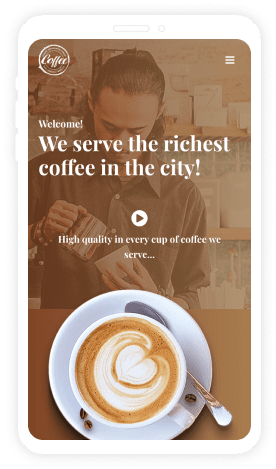 Coffee
Welcome!
We serve the richest
coffee in the city!
High quality in every cup of coffee we
serve...